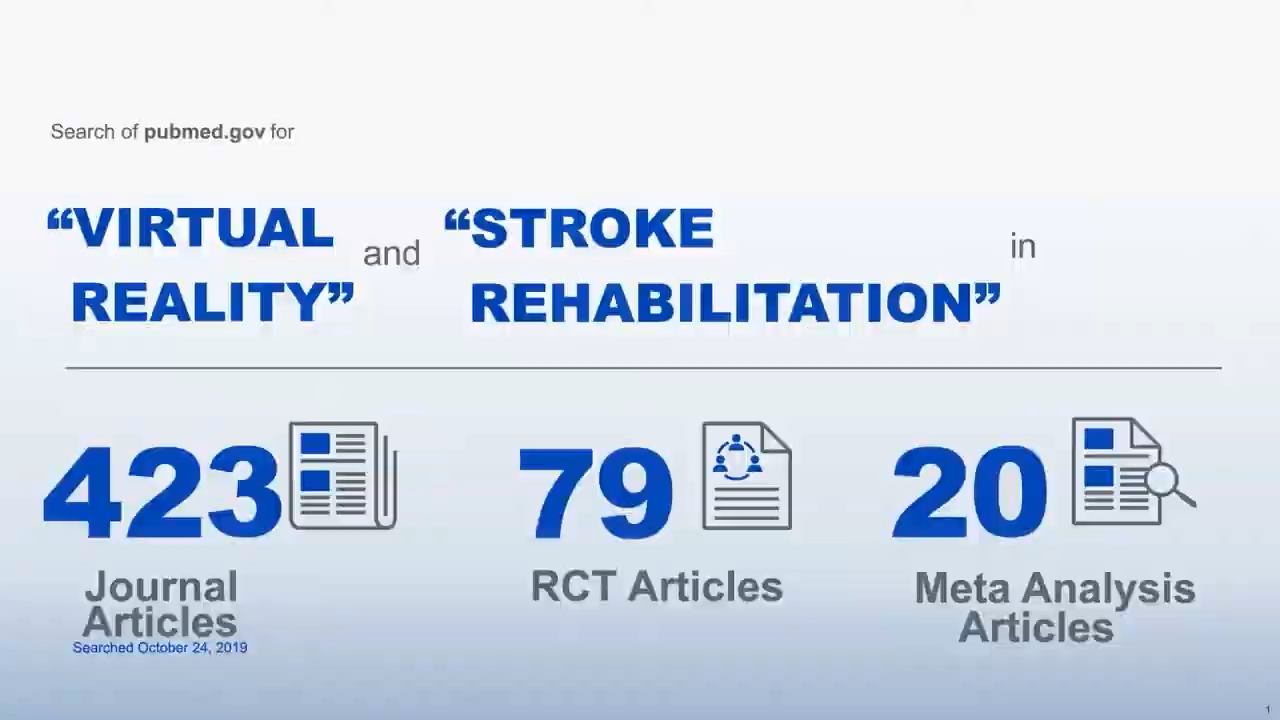 Search of pubmed.gov for
“VIRTUAL
REALITY”
and
“STROKE
REHABILITATION”
in
423
Journal
Articles
Searched October 24, 2019
79
RCT Articles
20
Meta Analysis
Articles
1